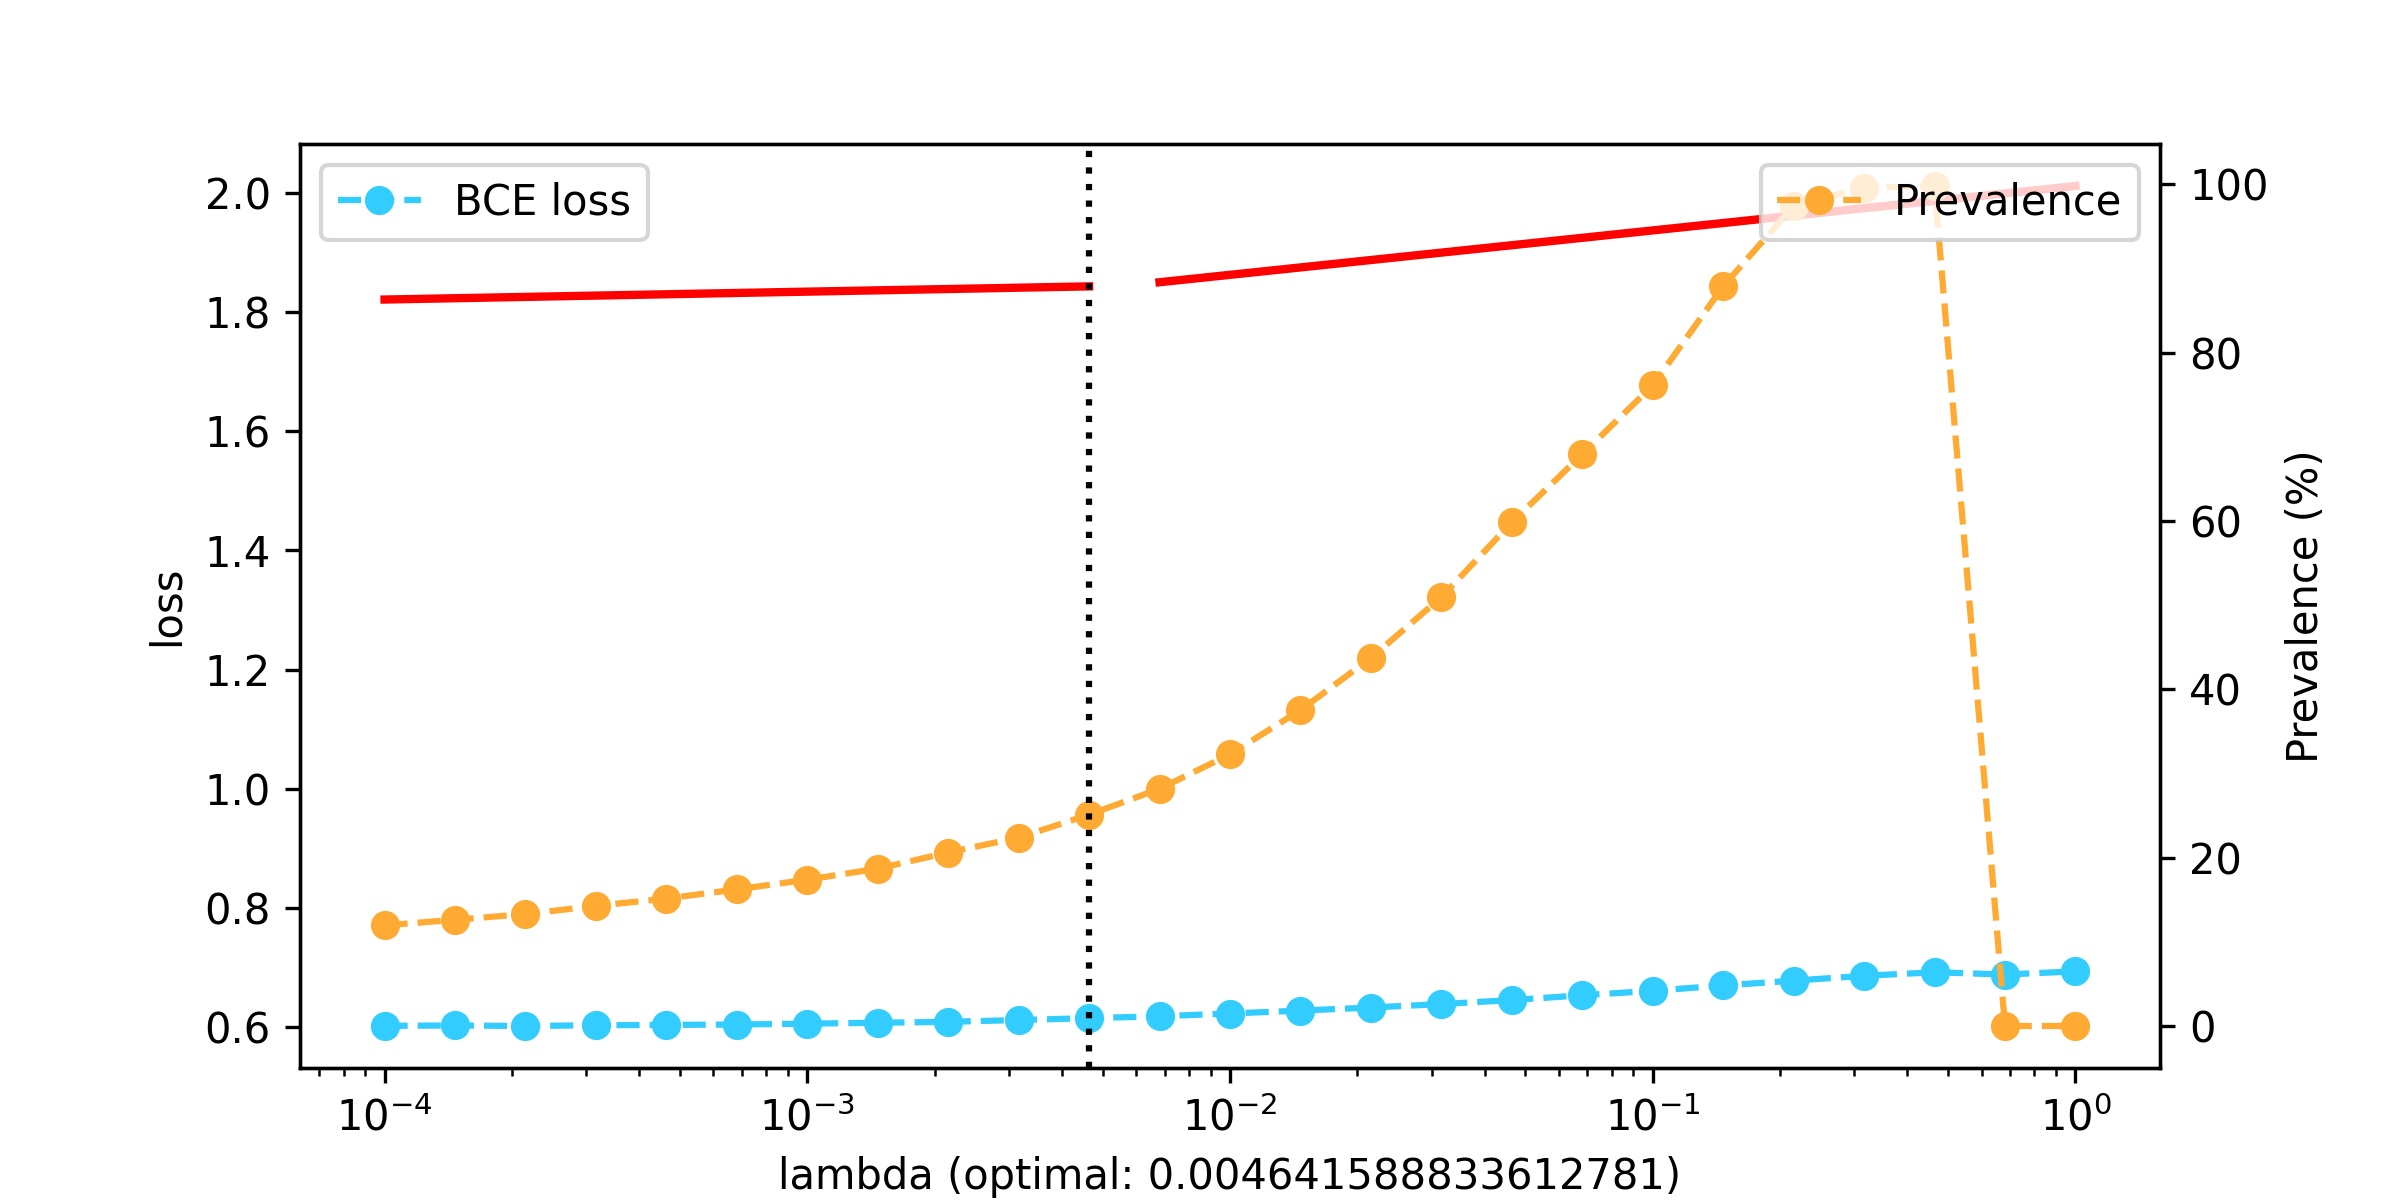 BCE loss
Prevalence
2.0
1.8
1.6
1.4
1.2
1.0
0.8
0.6
loss
100
80
60
40
20
0
Prevalence (%)
10⁻⁴ 10⁻³ 10⁻² 10⁻¹ 10⁰
lambda (optimal: 0.004641588833612781)